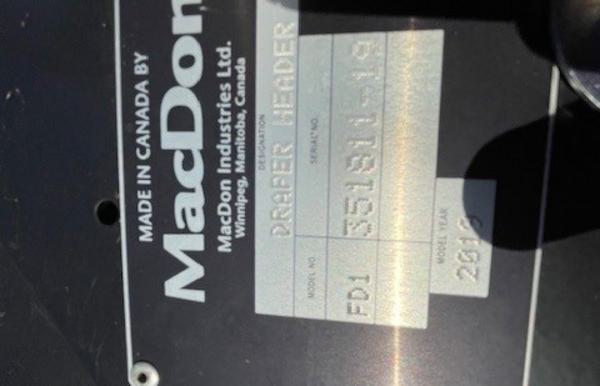 MADE IN CANADA BY
MacDon
MacDon Industries Ltd.
Winnipeg, Manitoba, Canada
DESIGNATION
DRAPER HEADER
MODEL NO.
SERIAL NO.
FD1
351811-19
MODEL YEAR
2019